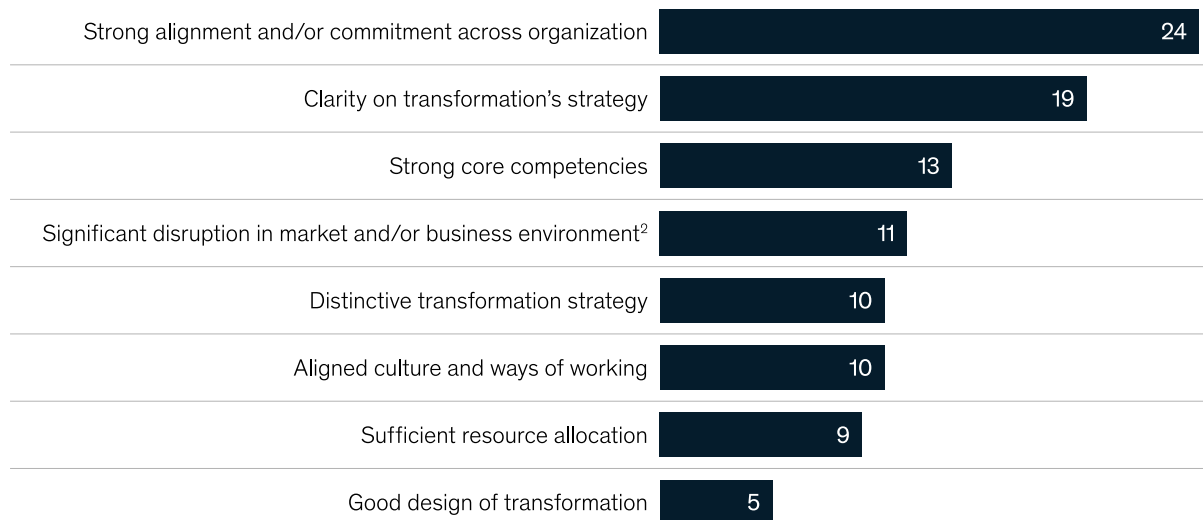 Strong alignment and/or commitment across organization 24
Clarity on transformation’s strategy 19
Strong core competencies 13
Significant disruption in market and/or business environment² 11
Distinctive transformation strategy 10
Aligned culture and ways of working 10
Sufficient resource allocation 9
Good design of transformation 5